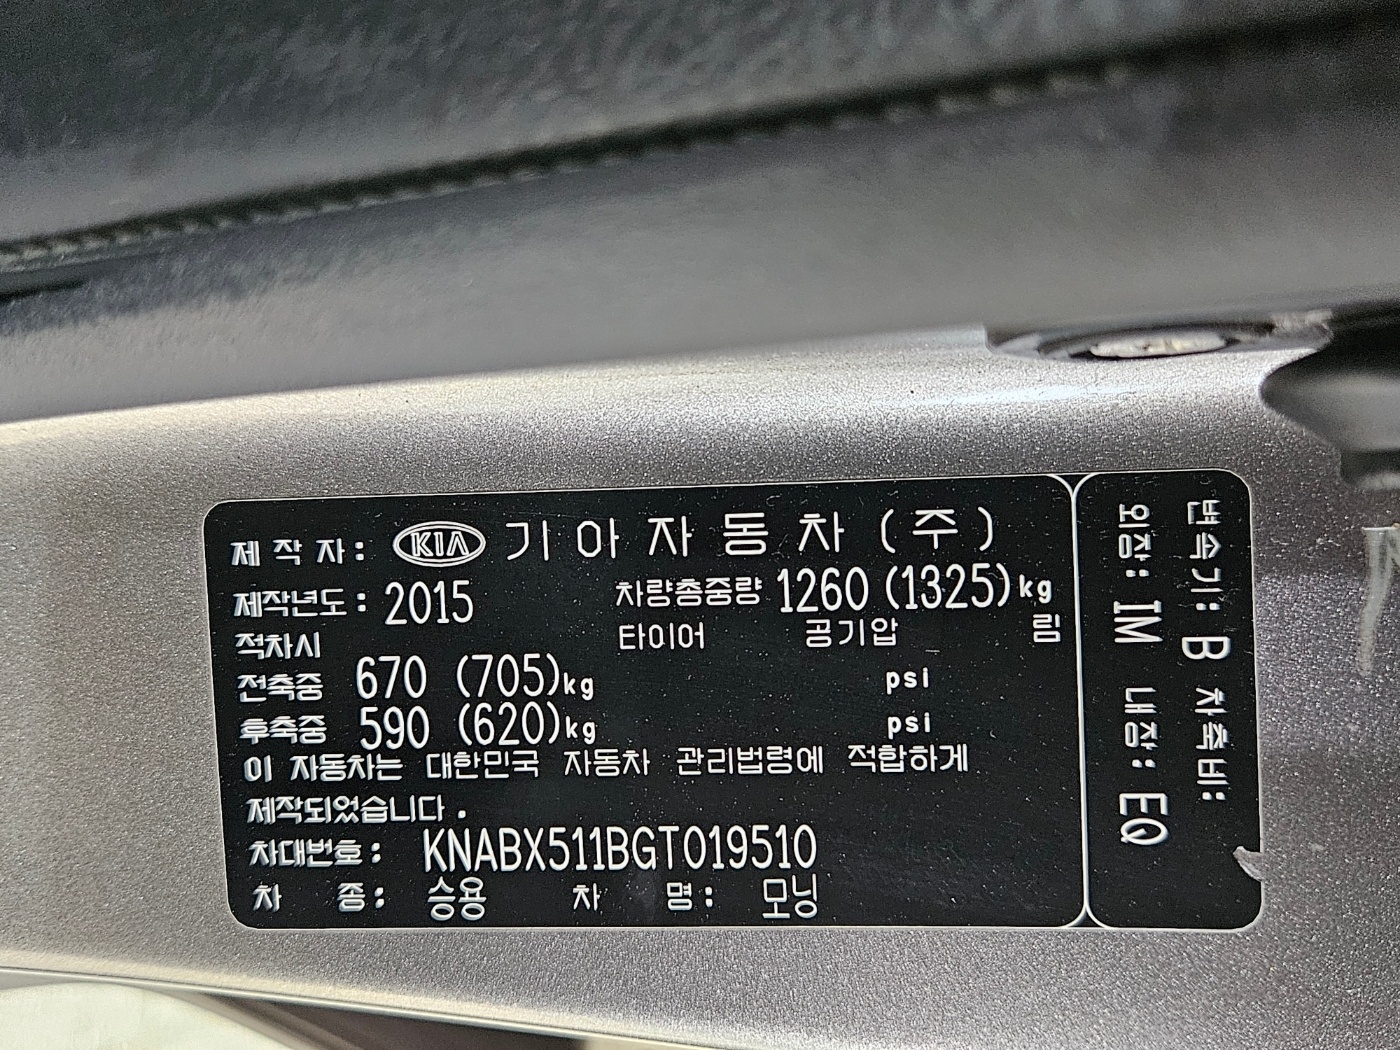 제 작 자 : KIA 기 아 자 동 차 (주)
제작년도 : 2015 차량총중량 1260 (1325)kg
적차시 타이어 공기압 림
전축중 670 (705)kg psi
후축중 590 (620)kg psi
이 자동차는 대한민국 자동차 관리법령에 적합하게
제작되었습니다.
차대번호 : KNABX511BGT019510
차 종 : 승용 차 명 : 모닝
변속기: B 차축비:
외장: IM 내장: EQ